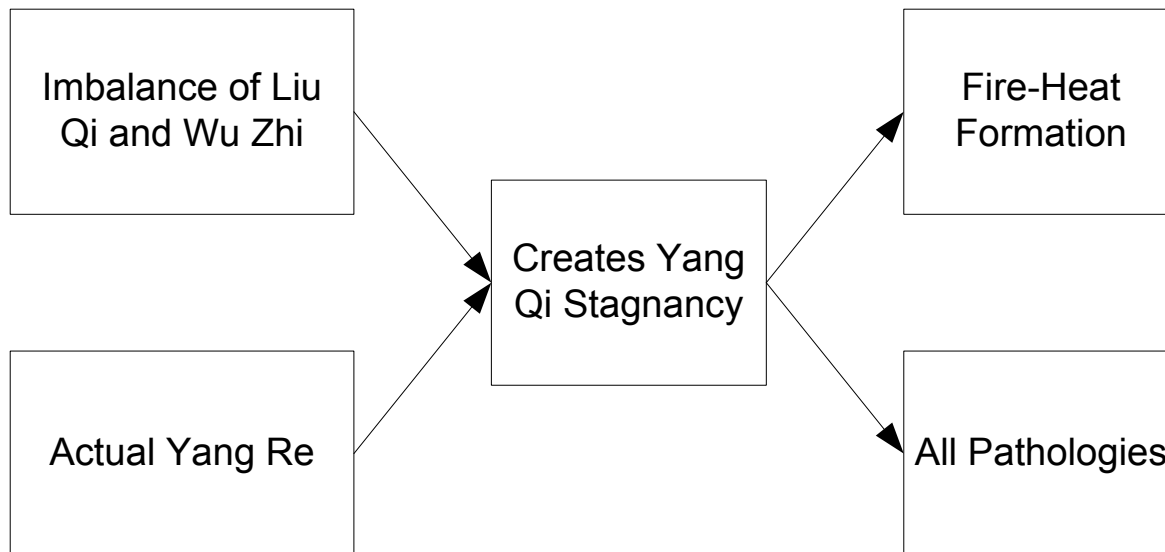 Imbalance of Liu
Qi and Wu Zhi
Actual Yang Re
Creates Yang
Qi Stagnancy
Fire-Heat
Formation
All Pathologies